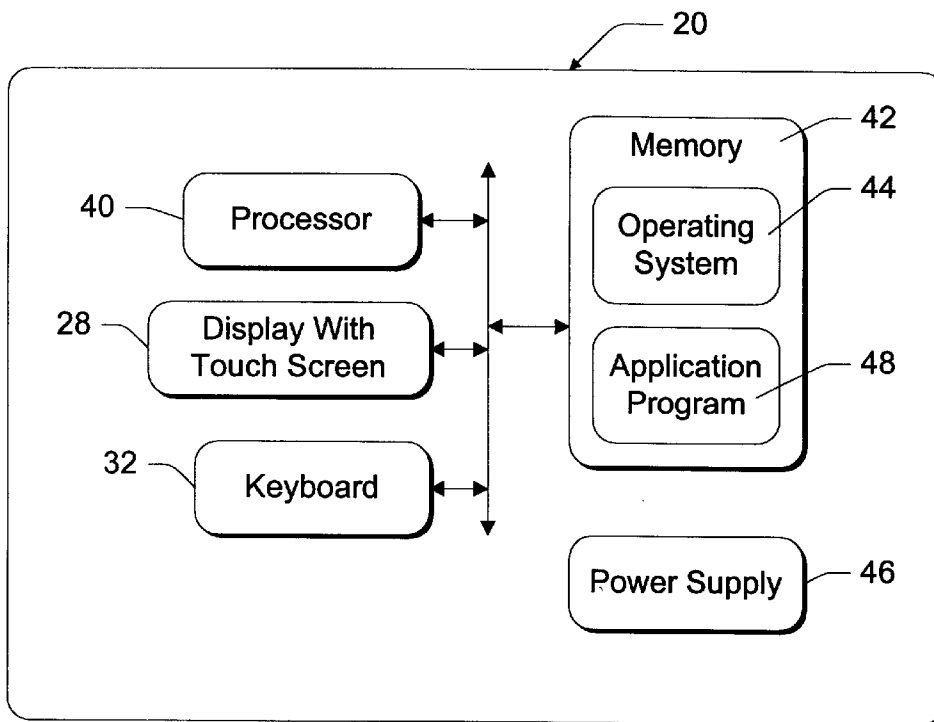 20
42
Memory
44
40
Processor
Operating
System
28
Display With
Touch Screen
Application
Program
48
32
Keyboard
Power Supply
46